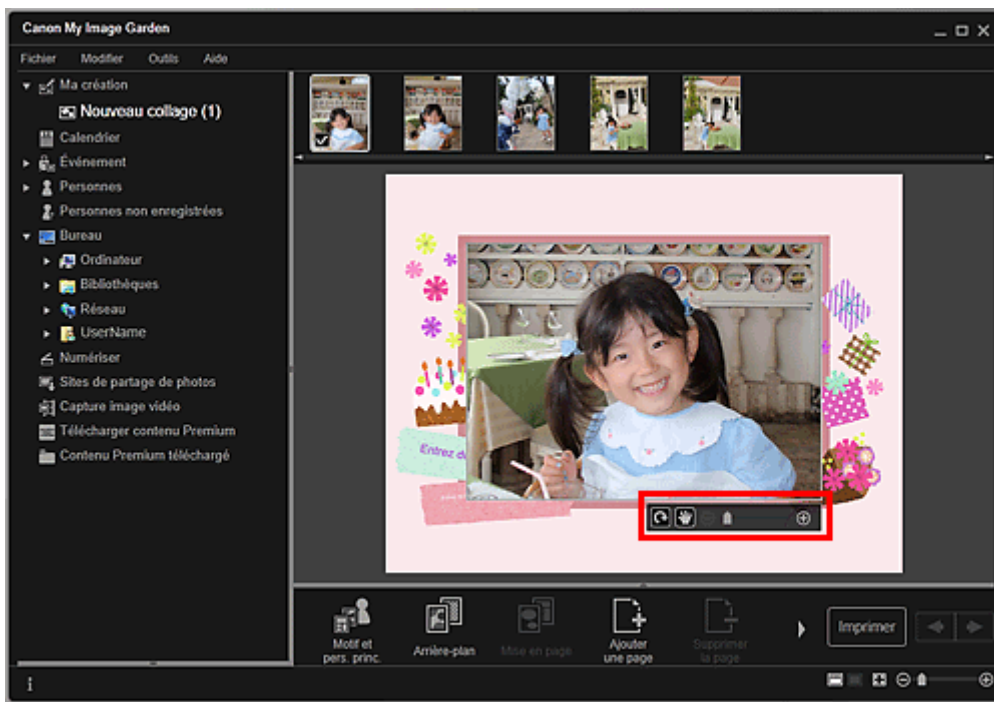 Canon My Image Garden
Fichier Modifier Outils Aide
Ma création
Nouveau collage (1)
Calendrier
Événement
Personnes
Personnes non enregistrées
Bureau
Ordinateur
Bibliothèques
Réseau
UserName
Numériser
Sites de partage de photos
Capture image vidéo
Télécharger contenu Premium
Contenu Premium téléchargé
Entrez d
Motif et
pers. princ.
Arrière-plan
Mise en page
Ajouter
une page
Supprimer
la page
Imprimer